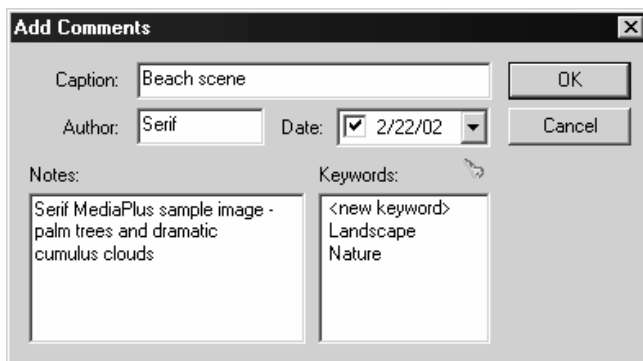 Add Comments
Caption: Beach scene OK
Author: Serif Date: 2/22/02 Cancel
Notes: Keywords:
Serif MediaPlus sample image -
palm trees and dramatic
cumulus clouds
<new keyword>
Landscape
Nature